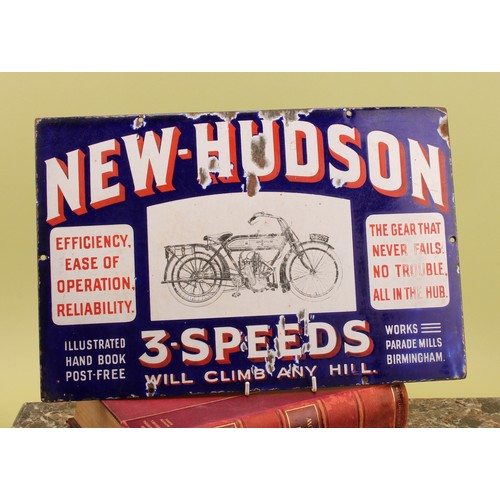 NEW-HUDSON
EFFICIENCY.
EASE OF
OPERATION.
RELIABILITY.
THE GEAR THAT
NEVER FAILS.
NO TROUBLE,
ALL IN THE HUB.
ILLUSTRATED
HAND BOOK
POST-FREE
3-SPEEDS
WILL CLIMB ANY HILL.
WORKS
PARADE MILLS
BIRMINGHAM.